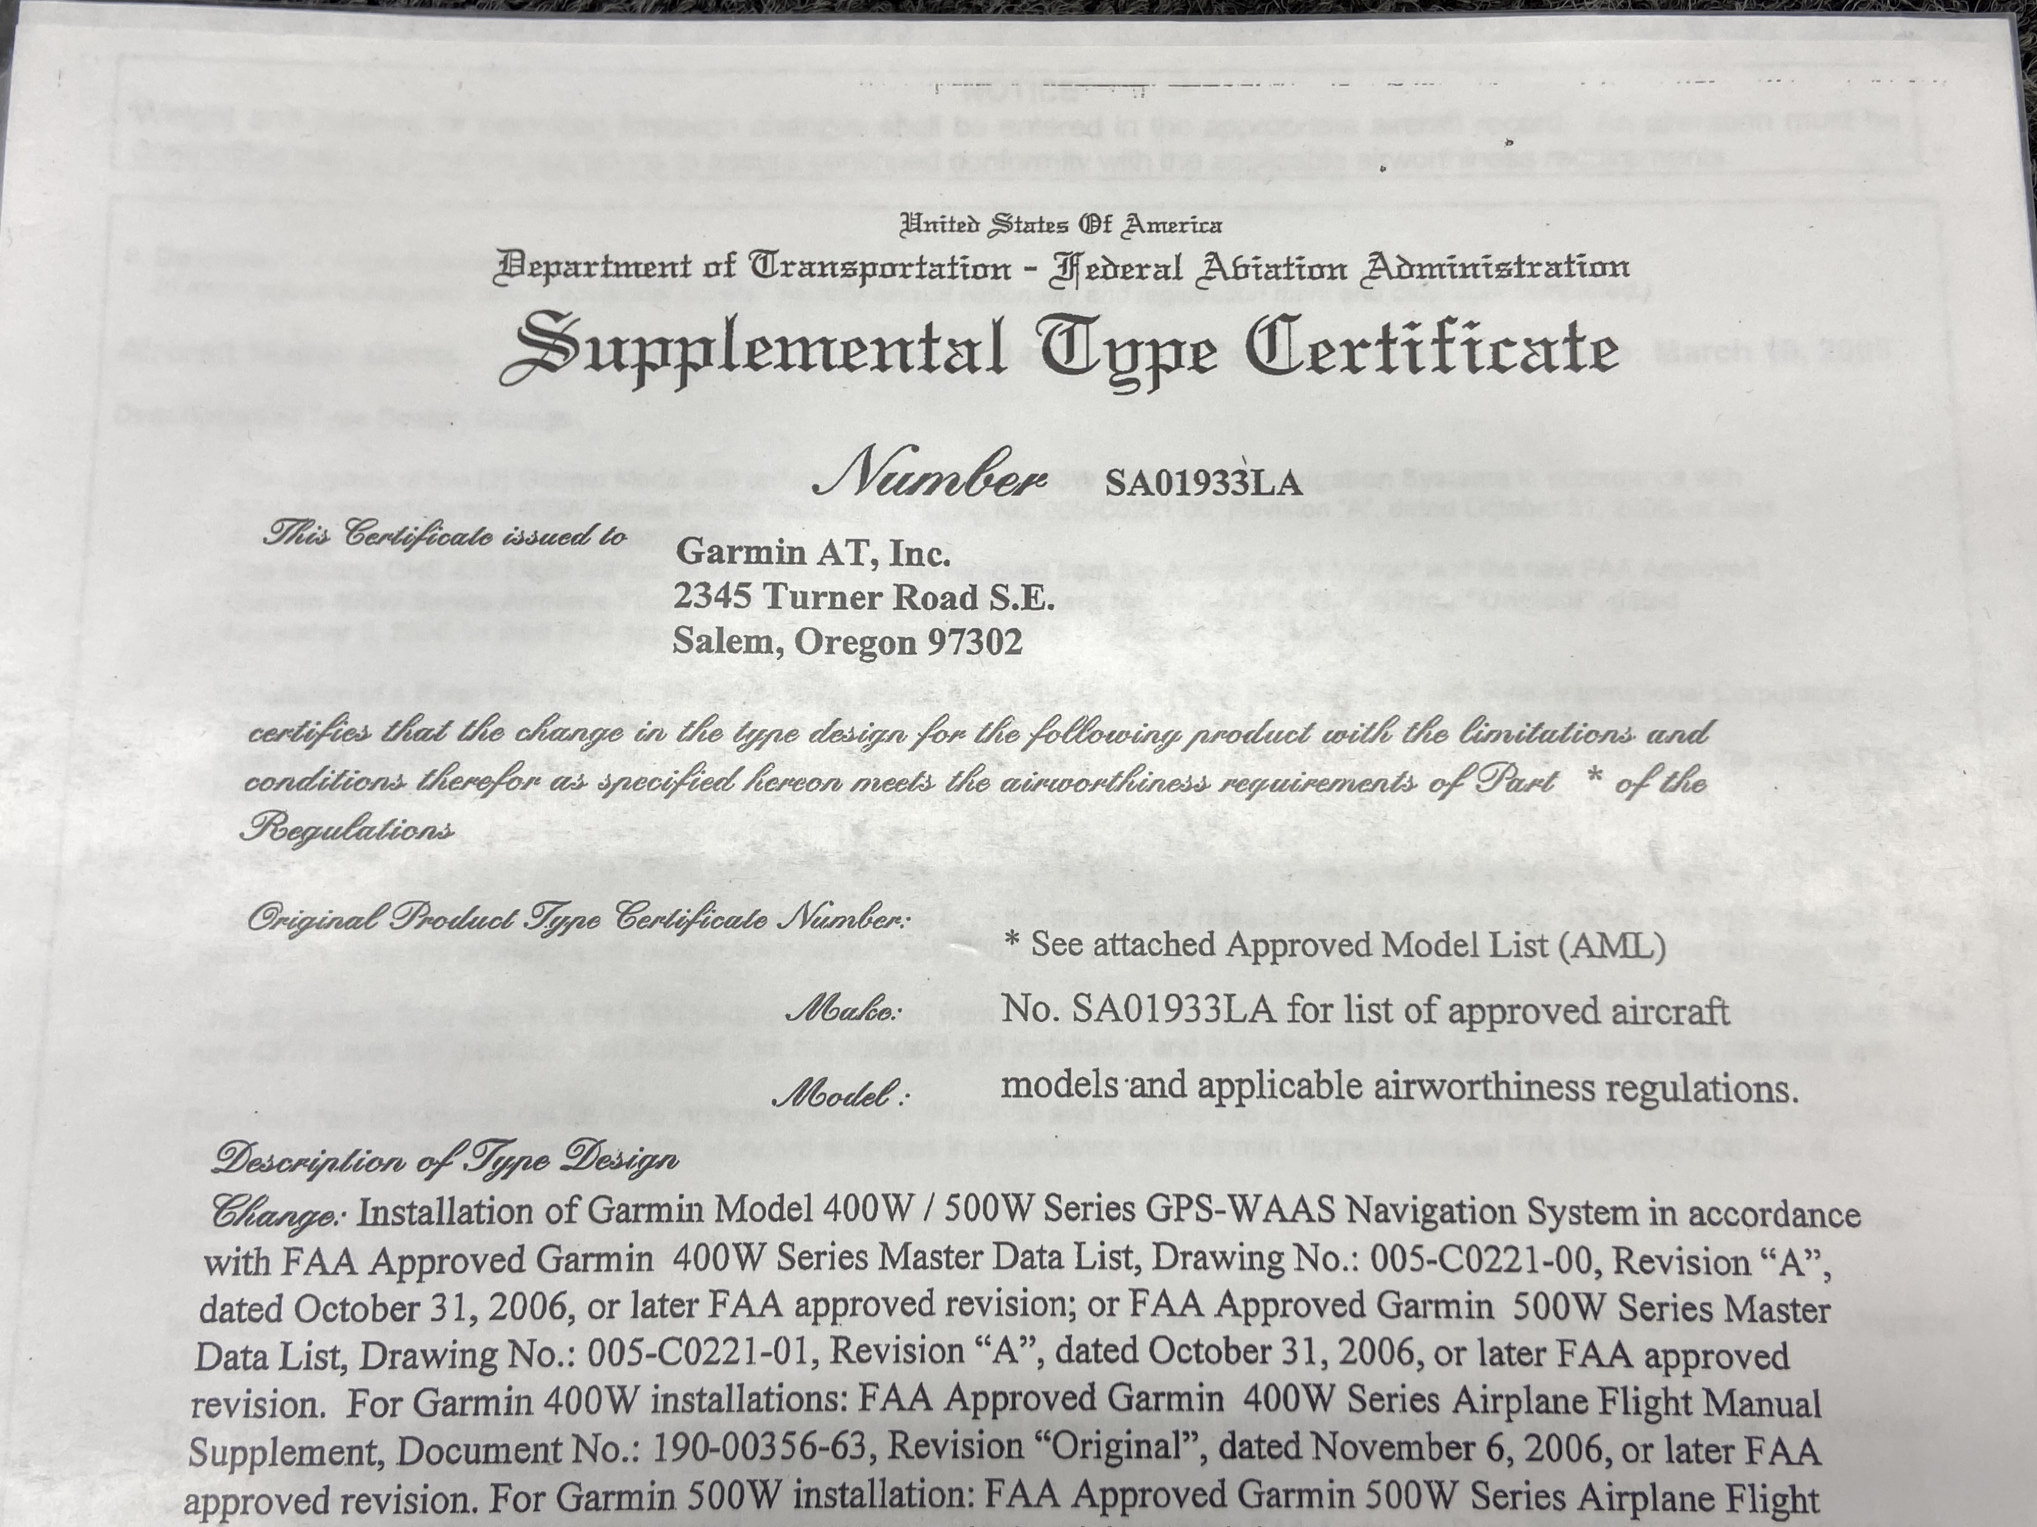 United States Of America
Department of Transportation - Federal Aviation Administration
Supplemental Type Certificate
Number SA01933LA
This Certificate issued to Garmin AT, Inc.
2345 Turner Road S.E.
Salem, Oregon 97302
certifies that the change in the type design for the following product with the limitations and
conditions therefor as specified hereon meets the airworthiness requirements of Part * of the
Regulations
Original Product Type Certificate Number:
* See attached Approved Model List (AML)
Make: No. SA01933LA for list of approved aircraft
Model : models and applicable airworthiness regulations.
Description of Type Design
Change: Installation of Garmin Model 400W / 500W Series GPS-WAAS Navigation System in accordance
with FAA Approved Garmin 400W Series Master Data List, Drawing No.: 005-C0221-00, Revision “A”,
dated October 31, 2006, or later FAA approved revision; or FAA Approved Garmin 500W Series Master
Data List, Drawing No.: 005-C0221-01, Revision “A”, dated October 31, 2006, or later FAA approved
revision. For Garmin 400W installations: FAA Approved Garmin 400W Series Airplane Flight Manual
Supplement, Document No.: 190-00356-63, Revision “Original”, dated November 6, 2006, or later FAA
approved revision. For Garmin 500W installation: FAA Approved Garmin 500W Series Airplane Flight